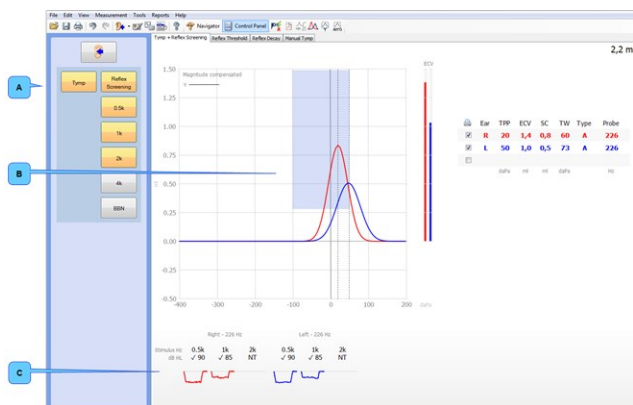 File Edit View Measurement Tools Reports Help
Navigator Control Panel
Tymp + Reflex Screening Reflex Threshold Reflex Decay Manual Tymp
2,2 m
A
Tymp
Reflex Screening
0.5k
1k
2k
4k
BBN
B
C
1.50
Magnitude compensated
Y
1.25
1.00
0.75
0.50
0.25
0.00
-0.25
-0.50
-400 -300 -200 -100 0 100 200 daPa
ECV
Ear TPP ECV SC TW Type Probe
R 20 1,4 0,8 60 A 226
L 50 1,0 0,5 73 A 226
daPa ml ml daPa Hz
Right - 226 Hz Left - 226 Hz
Stimulus Hz 0.5k 1k 2k 0.5k 1k 2k
dB HL ✓ 90 ✓ 85 NT ✓ 90 ✓ 85 NT